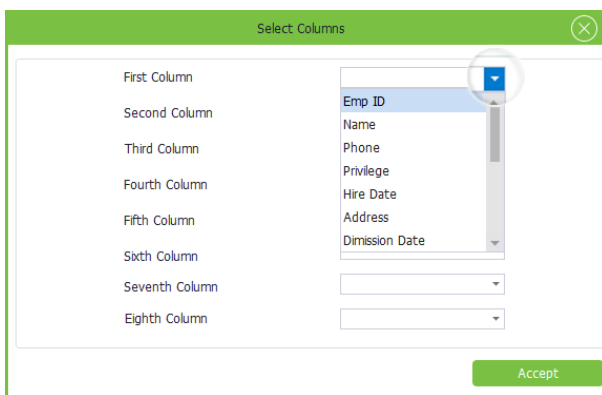 Select Columns
First Column
Emp ID
Second Column
Name
Third Column
Phone
Privilege
Fourth Column
Hire Date
Fifth Column
Address
Dimission Date
Sixth Column
Seventh Column
Eighth Column
Accept